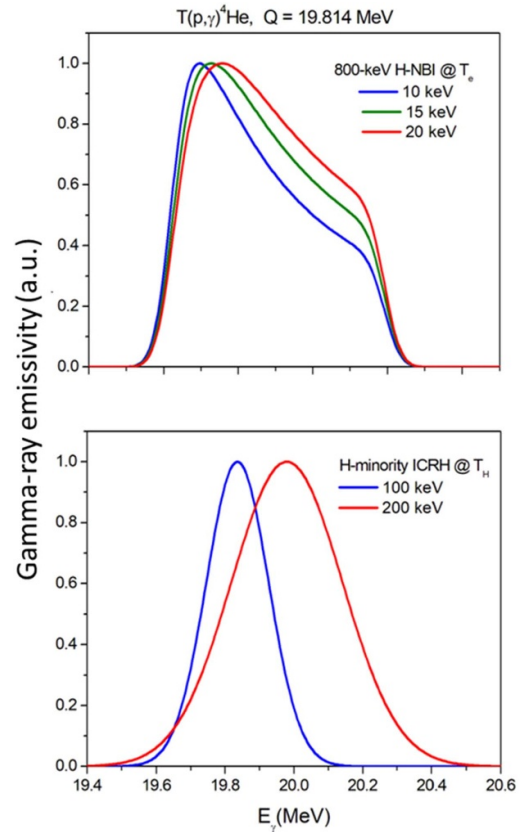 T(p,γ)⁴He, Q = 19.814 MeV
1.0
0.8
0.6
0.4
0.2
0.0
800-keV H-NBI @ Tₑ
10 keV
15 keV
20 keV
Gamma-ray emissivity (a.u.)
1.0
0.8
0.6
0.4
0.2
0.0
H-minority ICRH @ T_H
100 keV
200 keV
19.4 19.6 19.8 20.0 20.2 20.4 20.6
E_γ(MeV)